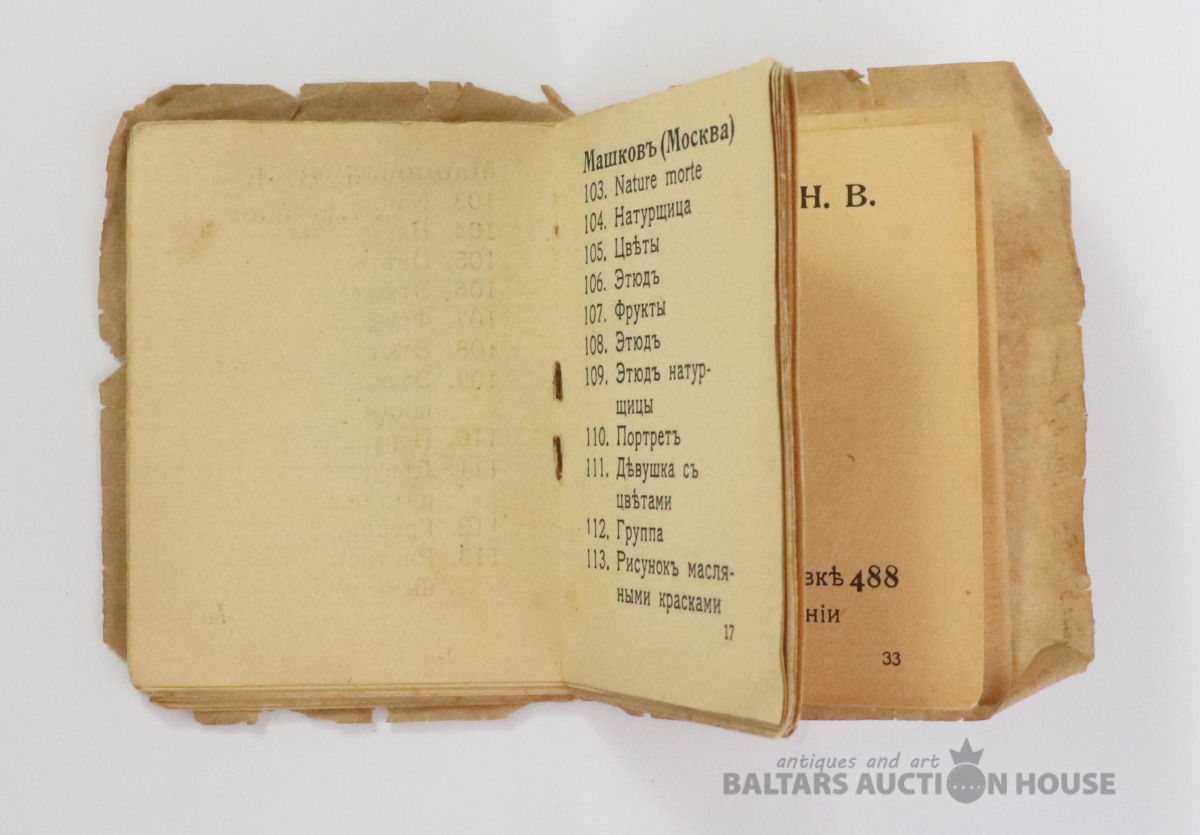 Машковъ (Москва)
103. Nature morte
104. Натурщица
105. Цвѣты
106. Этюдъ
107. Фрукты
108. Этюдъ
109. Этюдъ натур-
щицы
110. Портретъ
111. Дѣвушка съ
цвѣтами
112. Группа
113. Рисунокъ масля-
ными красками
17
Н. В.
вкѣ 488
нiи
33
antiques and art
BALTARS AUCTION HOUSE